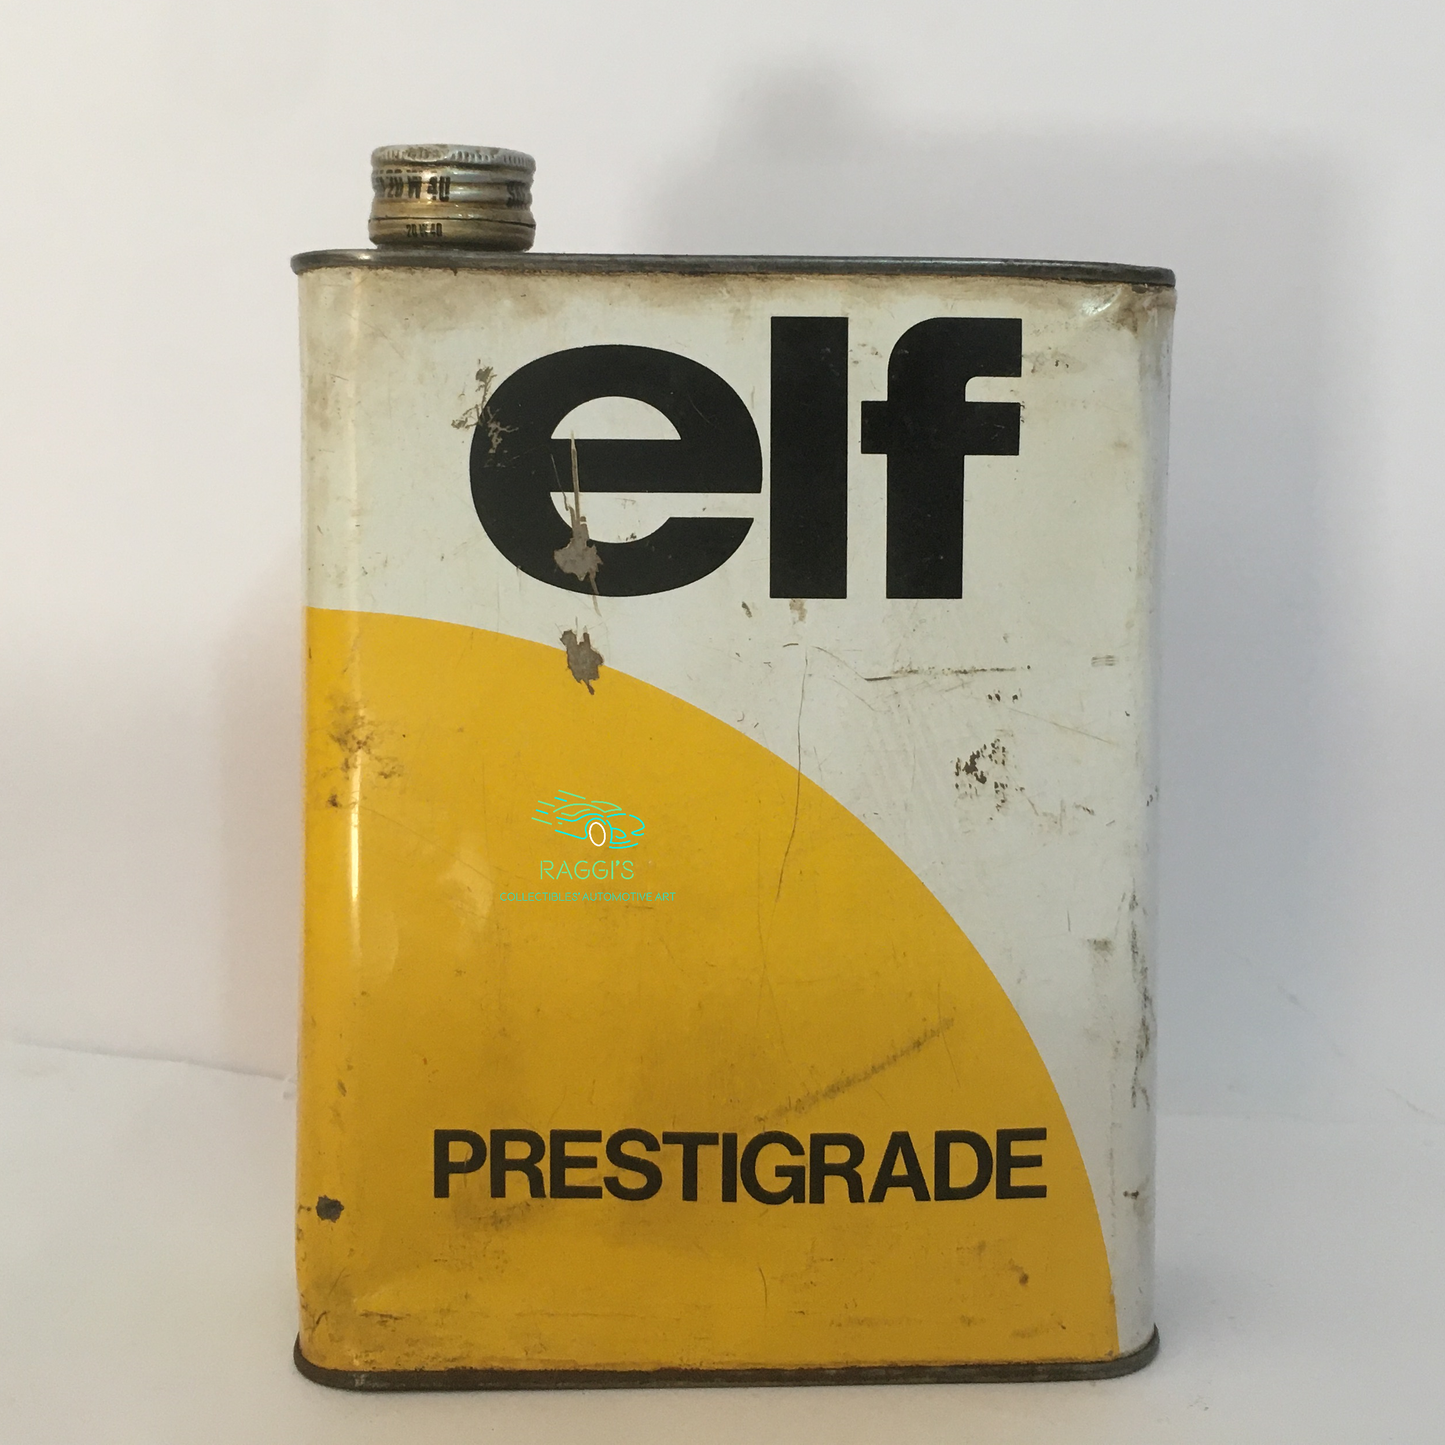 20 W 40
20 W 40
elf
RAGGI'S
COLLECTIBLES AUTOMOTIVE ART
PRESTIGRADE